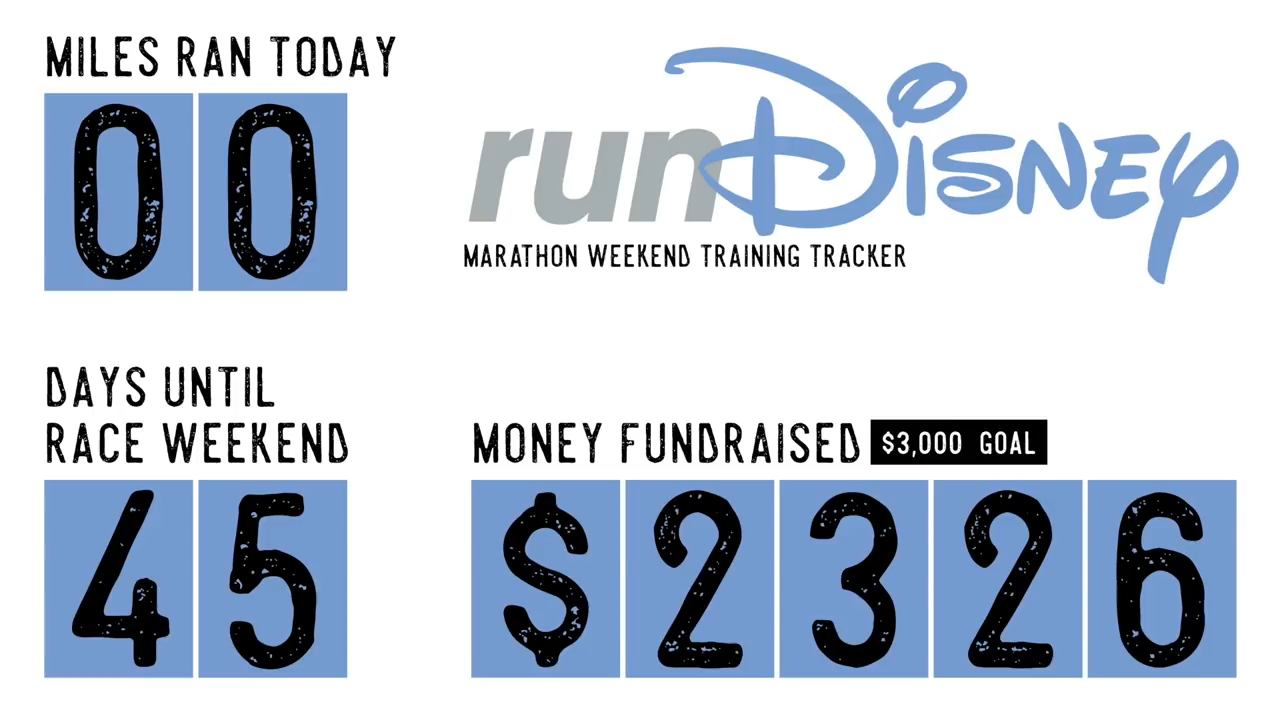 MILES RAN TODAY
00
runDisney
MARATHON WEEKEND TRAINING TRACKER
DAYS UNTIL
RACE WEEKEND
45
MONEY FUNDRAISED $3,000 GOAL
$2326